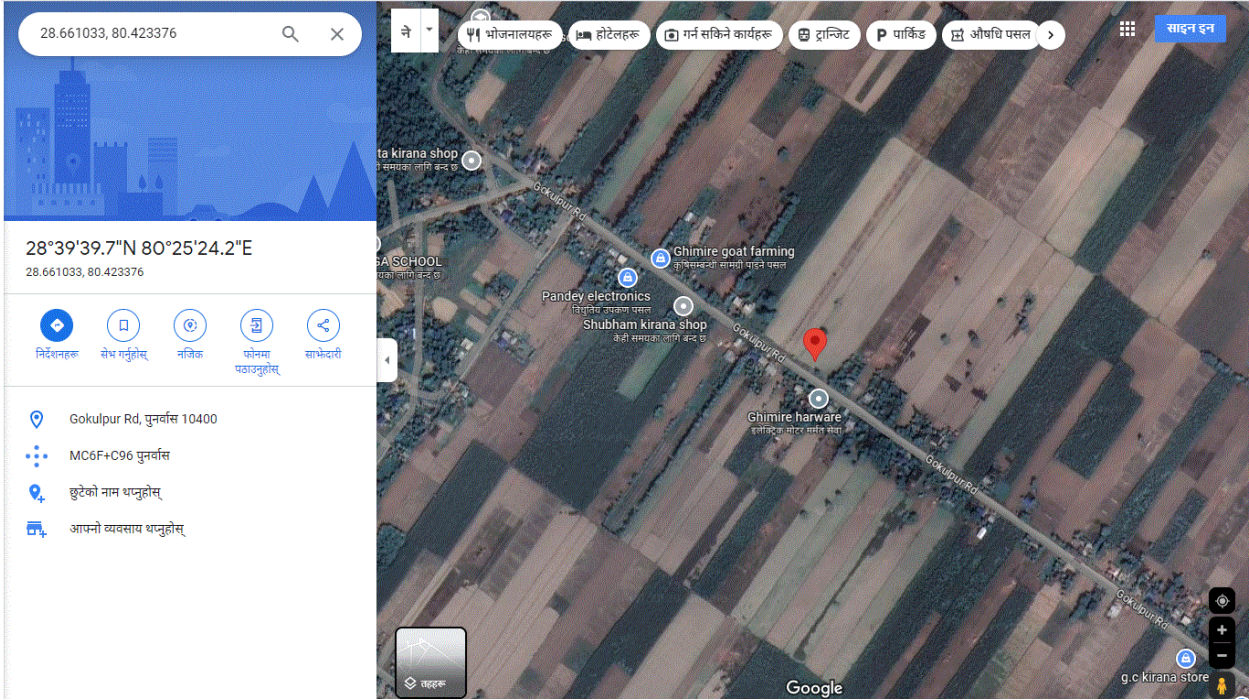 28.661033, 80.423376
28°39'39.7"N 80°25'24.2"E
28.661033, 80.423376
निर्देशनहरू
सेभ गर्नुहोस्
नजिक
फोनमा
पठाउनुहोस्
साझेदारी
Gokulpur Rd, पुनर्वास 10400
MC6F+C96 पुनर्वास
छुटेको नाम थप्नुहोस्
आफ्नो व्यवसाय थप्नुहोस्
ने
भोजनालयहरू
होटेलहरू
गर्न सकिने कार्यहरू
ट्रान्जिट
पार्किङ
औषधि पसल
साइन इन
ta kirana shop
समयका लागि बन्द छ
Gokulpur Rd
GA SCHOOL
Ghimire goat farming
कृषिसम्बन्धी सामग्री पाइने पसल
Pandey electronics
विधुतिय उपकरण पसल
Shubham kirana shop
केही समयका लागि बन्द छ
Gokulpur Rd
Ghimire harware
इलेक्ट्रिक मोटर मर्मत सेवा
Gokulpur Rd
Gokulpur Rd
g.c kirana store
तहहरू
Google